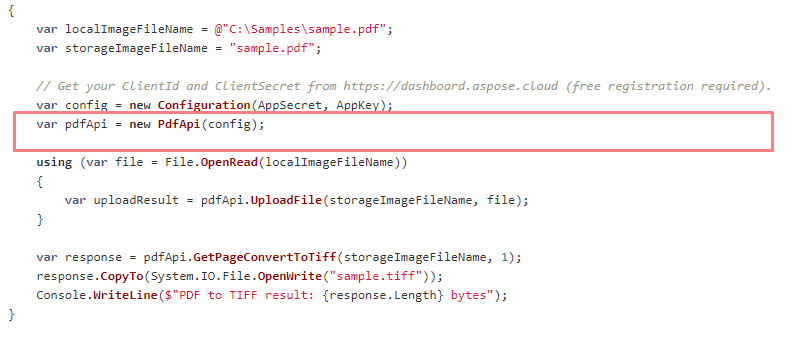 {
var localImageFileName = @"C:\Samples\sample.pdf";
var storageImageFileName = "sample.pdf";
// Get your ClientId and ClientSecret from https://dashboard.aspose.cloud (free registration required).
var config = new Configuration(AppSecret, AppKey);
var pdfApi = new PdfApi(config);
using (var file = File.OpenRead(localImageFileName))
{
var uploadResult = pdfApi.UploadFile(storageImageFileName, file);
}
var response = pdfApi.GetPageConvertToTiff(storageImageFileName, 1);
response.CopyTo(System.IO.File.OpenWrite("sample.tiff"));
Console.WriteLine($"PDF to TIFF result: {response.Length} bytes");
}